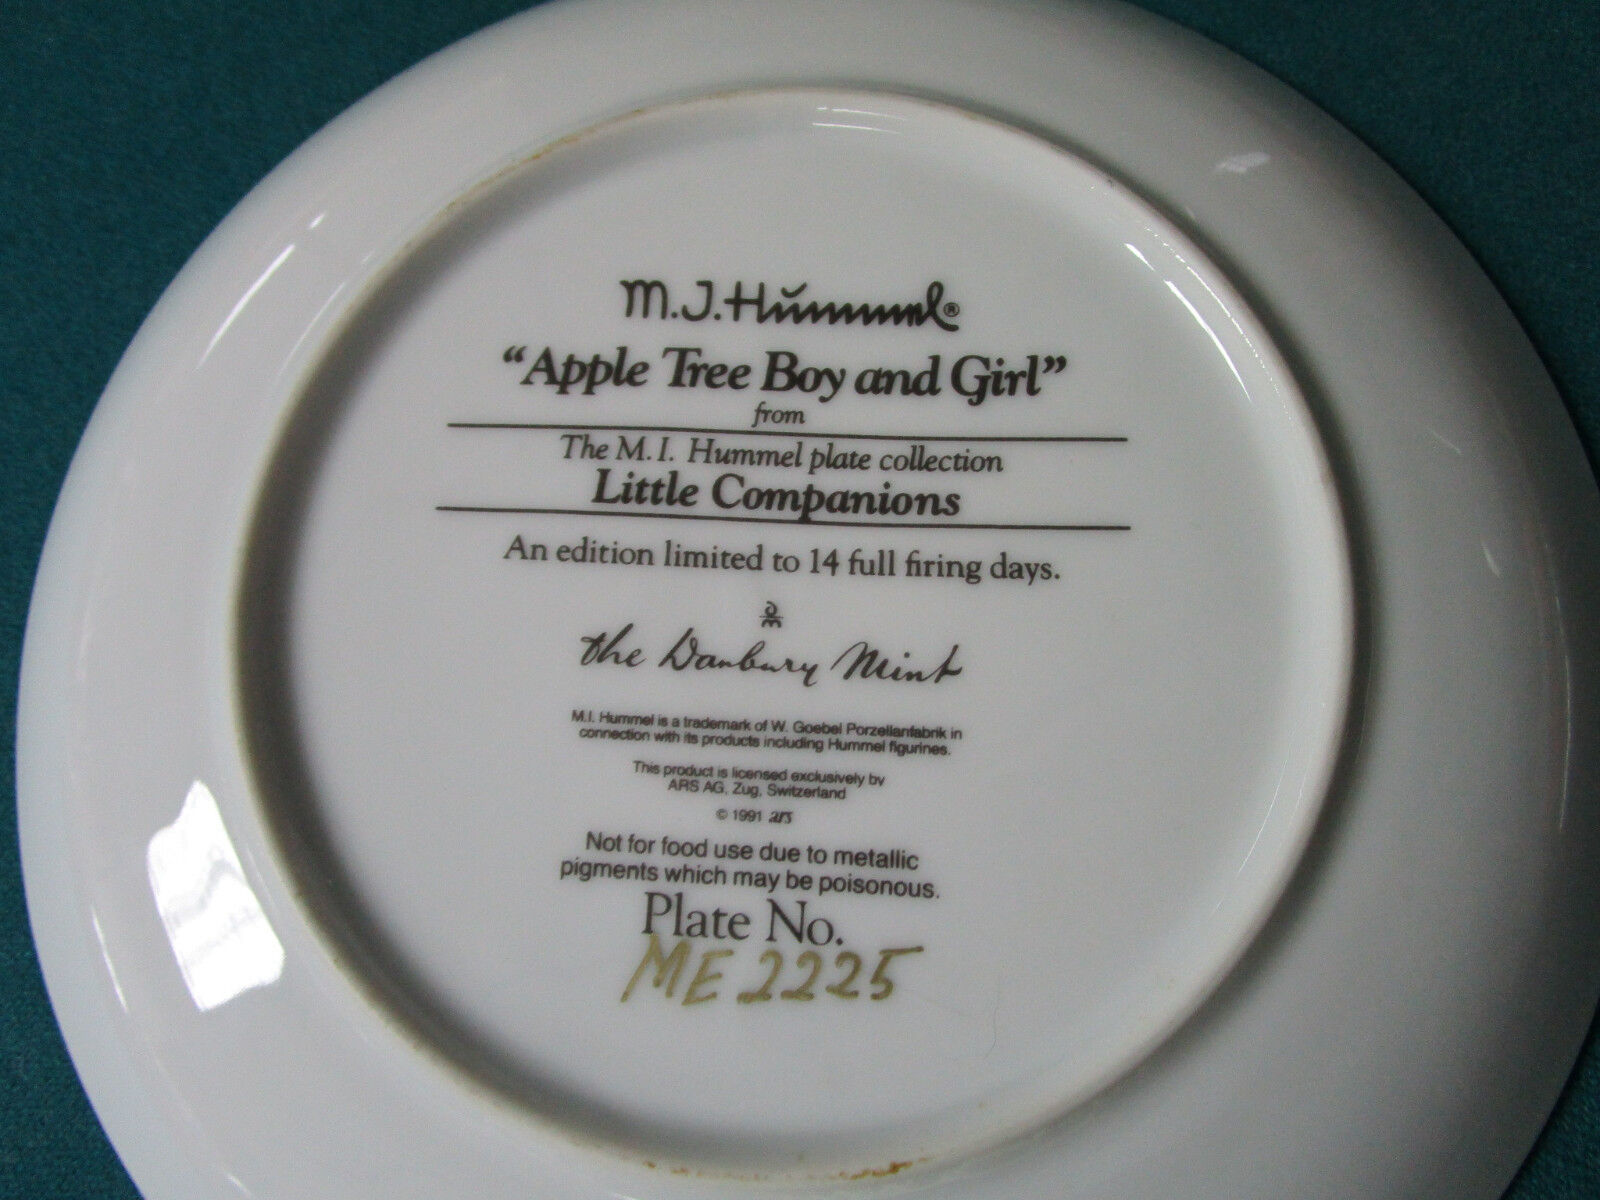 M.J. Hummel®
“Apple Tree Boy and Girl”
from
The M.I. Hummel plate collection
Little Companions
An edition limited to 14 full firing days.
the Danbury Mint
M.I. Hummel is a trademark of W. Goebel Porzellanfabrik in
connection with its products including Hummel figurines.
This product is licensed exclusively by
ARS AG, Zug, Switzerland
© 1991 ars
Not for food use due to metallic
pigments which may be poisonous.
Plate No.
ME2225